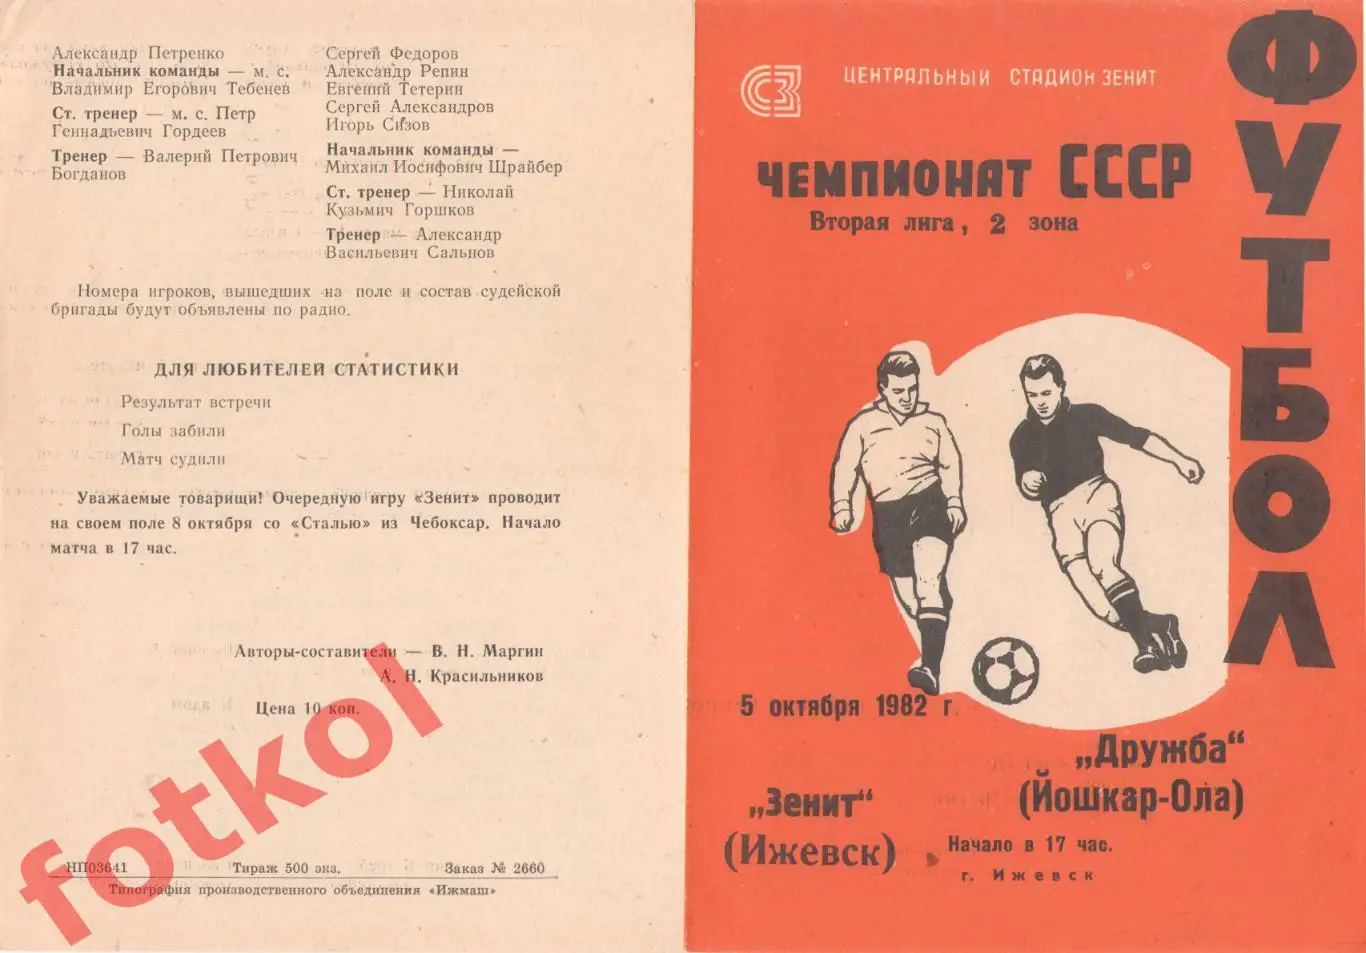 Александр Петренко
Начальник команды — м. с.
Владимир Егорович Тебенев
Ст. тренер — м. с. Петр
Геннадьевич Гордеев
Тренер — Валерий Петрович
Богданов
Сергей Федоров
Александр Репин
Евгений Тетерин
Сергей Александров
Игорь Сизов
Начальник команды —
Михаил Иосифович Шрайбер
Ст. тренер — Николай
Кузьмич Горшков
Тренер — Александр
Васильевич Сальнов
Номера игроков, вышедших на поле и состав судейской
бригады будут объявлены по радио.
ДЛЯ ЛЮБИТЕЛЕЙ СТАТИСТИКИ
Результат встречи
Голы забили
Матч судили
Уважаемые товарищи! Очередную игру «Зенит» проводит
на своем поле 8 октября со «Сталью» из Чебоксар. Начало
матча в 17 час.
Авторы-составители — В. Н. Маргин
А. Н. Красильников
Цена 10 коп.
НП03641 Тираж 500 экз. Заказ № 2660
Типография производственного объединения «Ижмаш»
fotkol
СЗ
ЦЕНТРАЛЬНЫЙ СТАДИОН ЗЕНИТ
ЧЕМПИОНАТ СССР
Вторая лига, 2 зона
ФУТБОЛ
5 октября 1982 г.
„Дружба“
(Йошкар-Ола)
„Зенит“
(Ижевск)
Начало в 17 час.
г. Ижевск